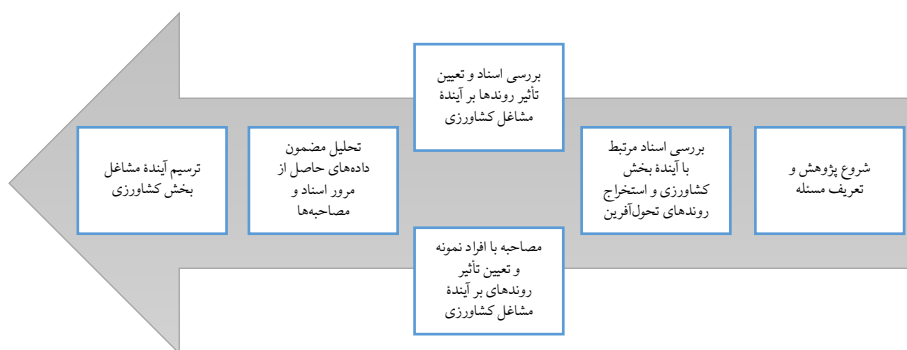 شروع پژوهش و
تعریف مسئله
بررسی اسناد مرتبط
با آیندهٔ بخش
کشاورزی و استخراج
روندهای تحول‌آفرین
بررسی اسناد و تعیین
تأثیر روندها بر آیندهٔ
مشاغل کشاورزی
مصاحبه با افراد نمونه
و تعیین تأثیر
روندهای بر آیندهٔ
مشاغل کشاورزی
تحلیل مضمون
داده‌های حاصل از
مرور اسناد و
مصاحبه‌ها
ترسیم آیندهٔ مشاغل
بخش کشاورزی